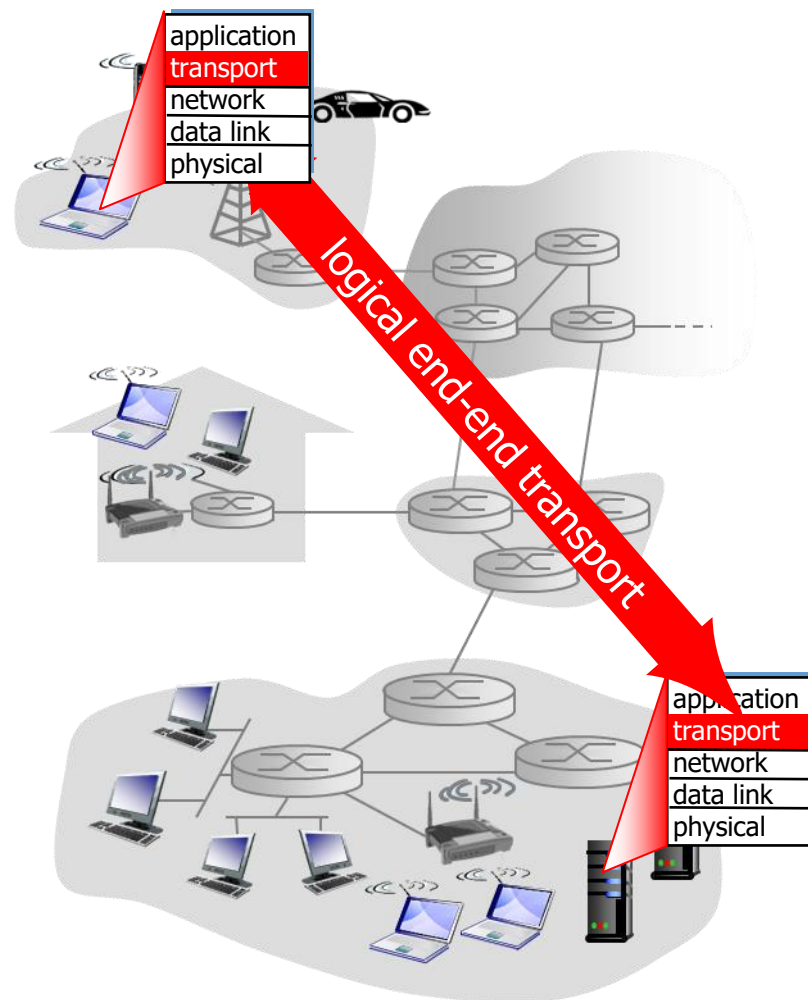 application
transport
network
data link
physical
logical end-end transport
application
transport
network
data link
physical